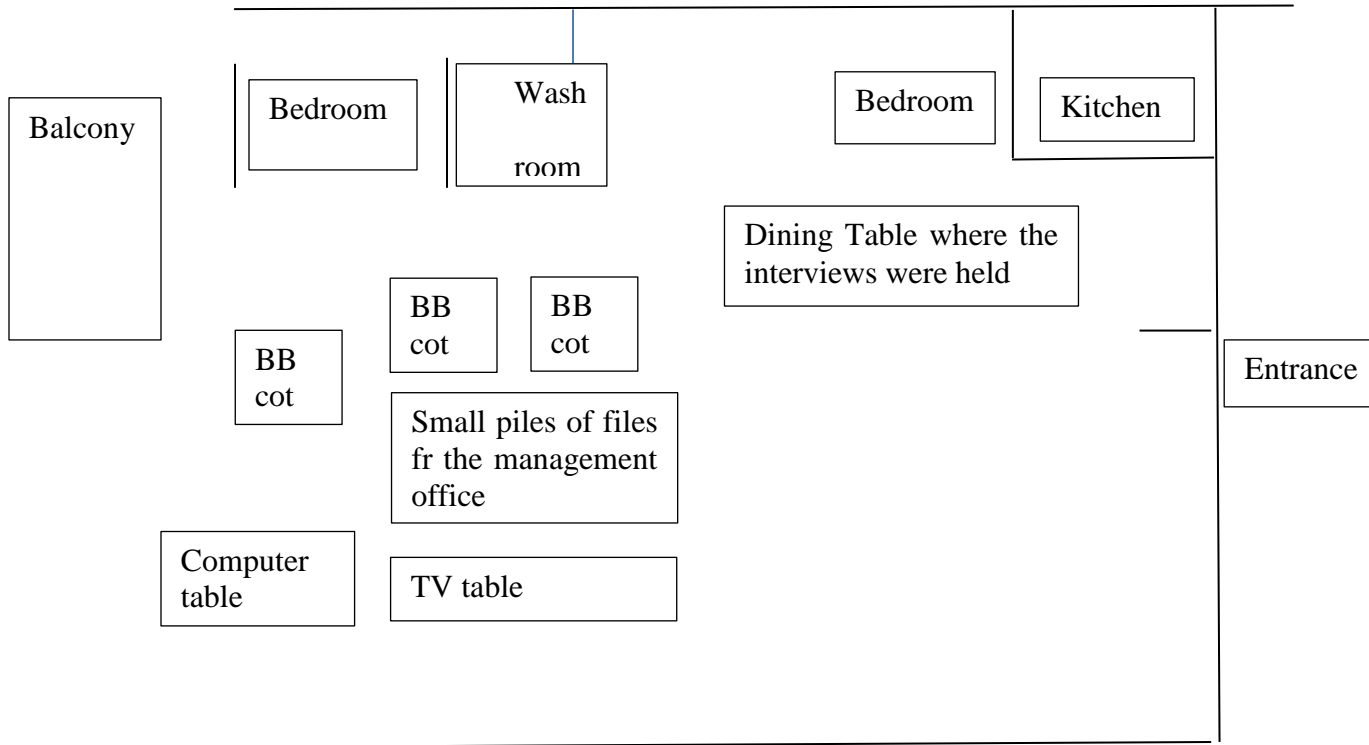 Balcony
Bedroom
Wash
room
Bedroom
Kitchen
Dining Table where the
interviews were held
BB
cot
BB
cot
BB
cot
Entrance
Small piles of files
fr the management
office
Computer
table
TV table